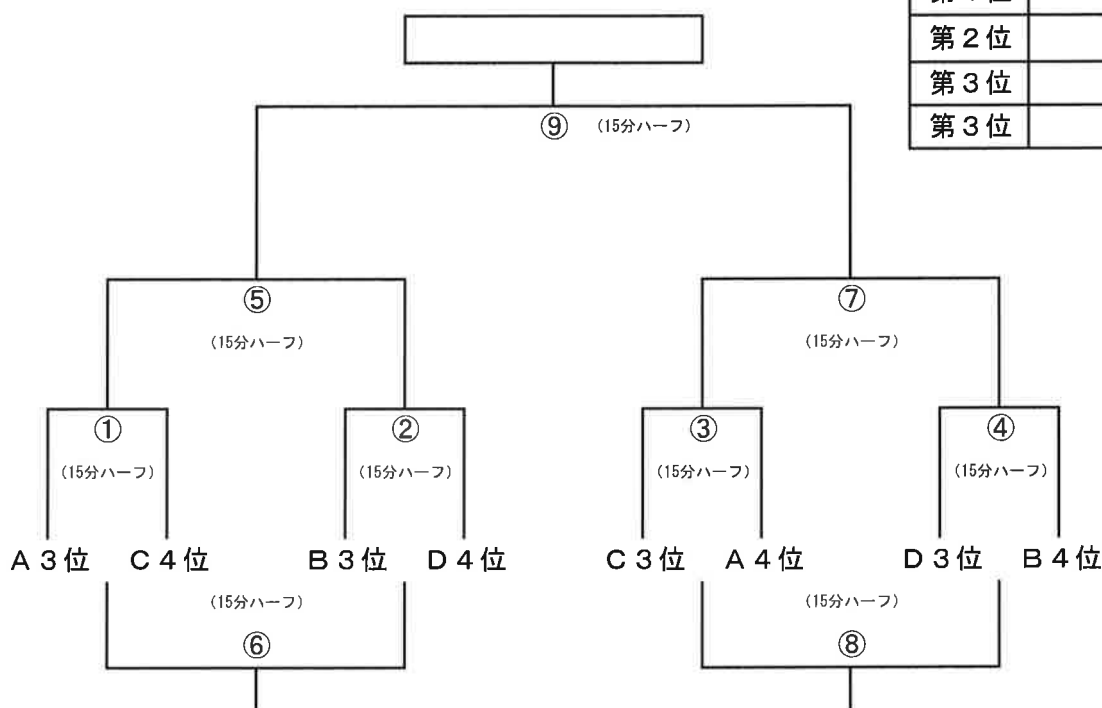 第2位
第3位
第3位
⑨ (15分ハーフ)
⑤ ⑦
(15分ハーフ) (15分ハーフ)
① ② ③ ④
(15分ハーフ) (15分ハーフ) (15分ハーフ) (15分ハーフ)
A3位 C4位 B3位 D4位 C3位 A4位 D3位 B4位
(15分ハーフ) (15分ハーフ)
⑥ ⑧